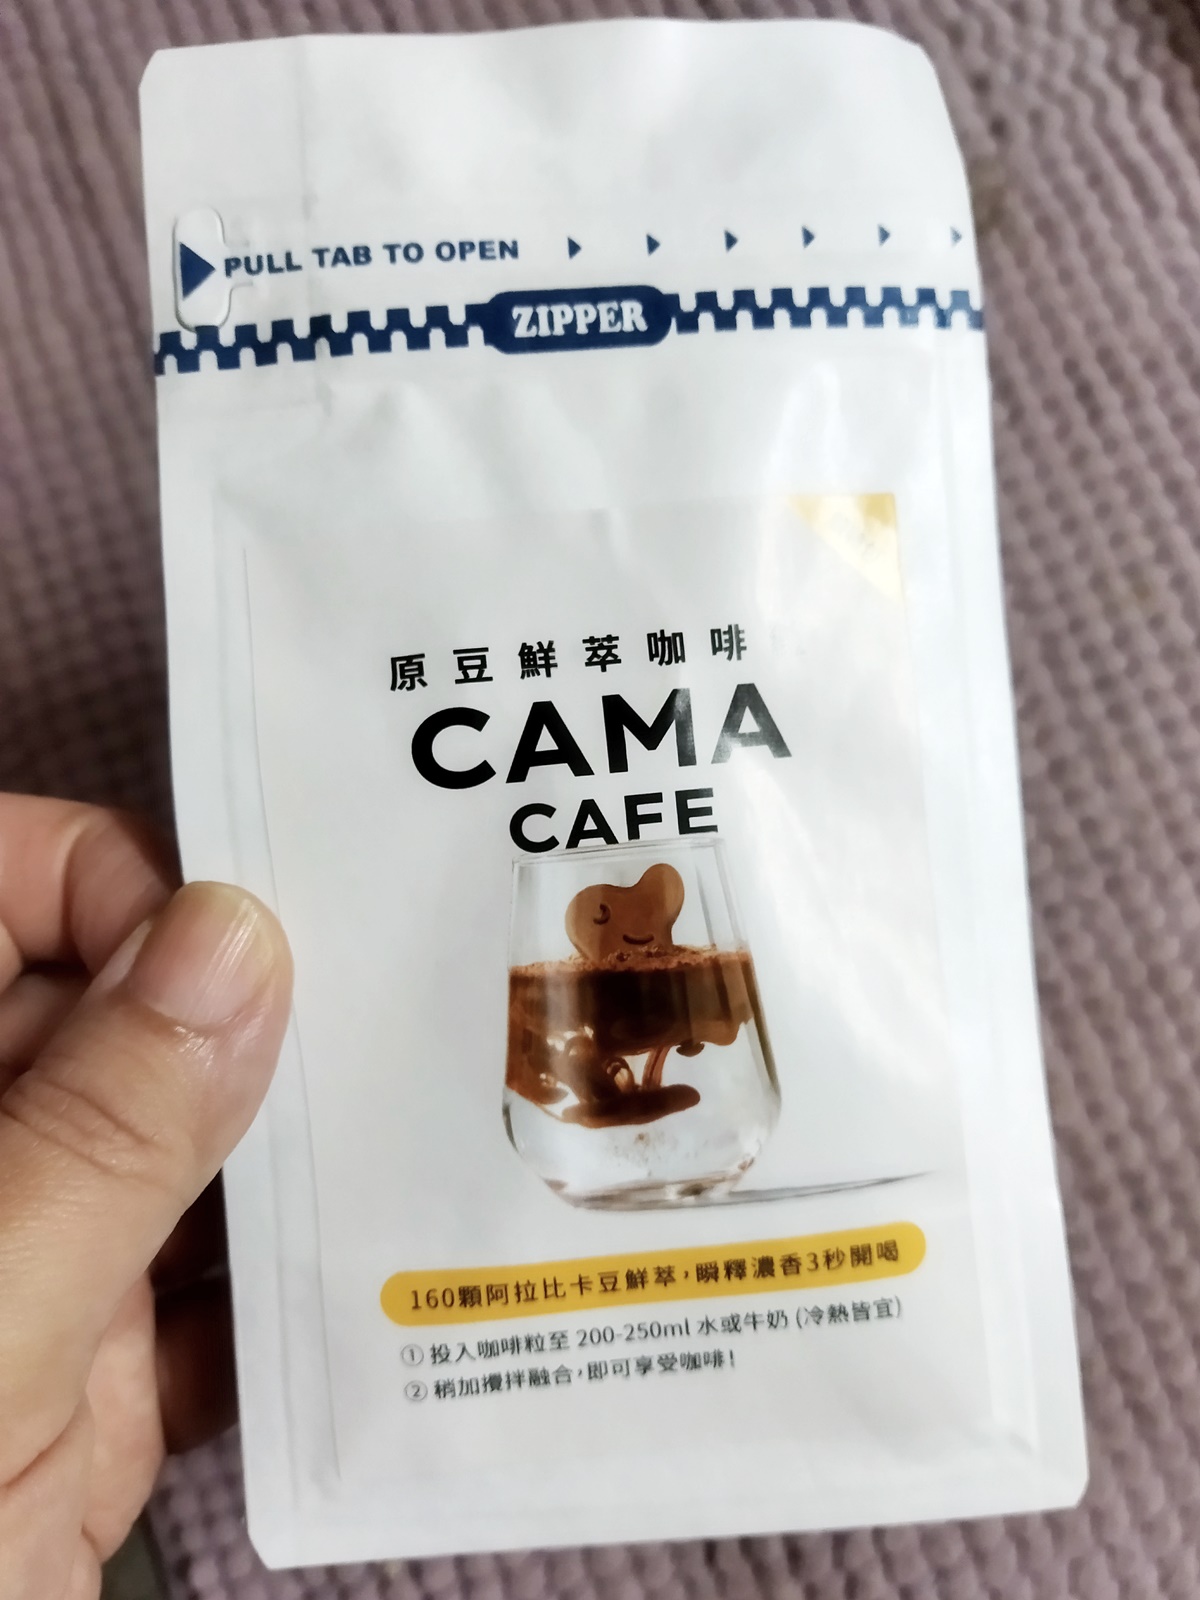 PULL TAB TO OPEN
ZIPPER
原豆鮮萃咖啡
CAMA
CAFE
160顆阿拉比卡豆鮮萃，瞬釋濃香3秒開喝
① 投入咖啡粒至 200-250ml 水或牛奶 (冷熱皆宜)
② 稍加攪拌融合，即可享受咖啡！